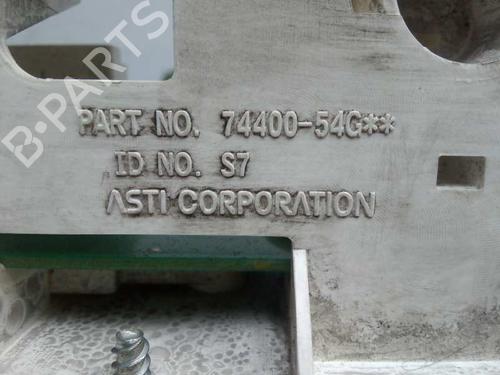 B-PARTS
PART NO. 74400-54G**
ID NO. S7
ASTI CORPORATION